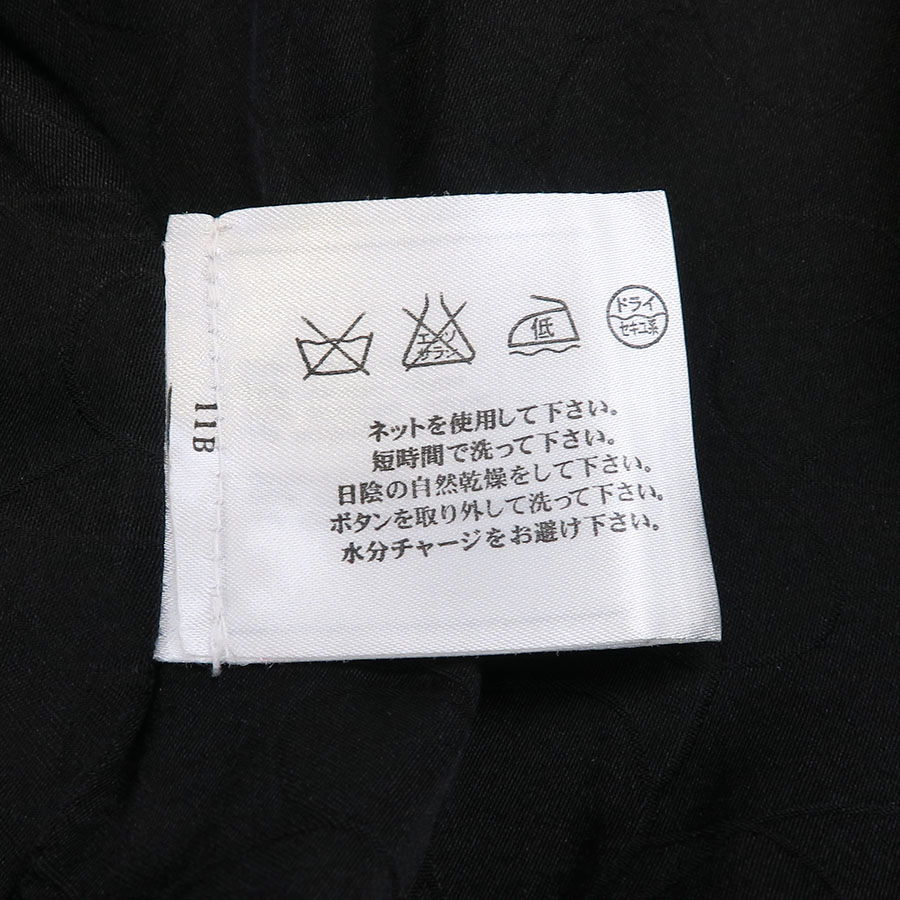 エンソ
サラシ
低
ドライ
セキユ系
ネットを使用して下さい。
短時間で洗って下さい。
日陰の自然乾燥をして下さい。
ボタンを取り外して洗って下さい。
水分チャージをお避け下さい。
11B